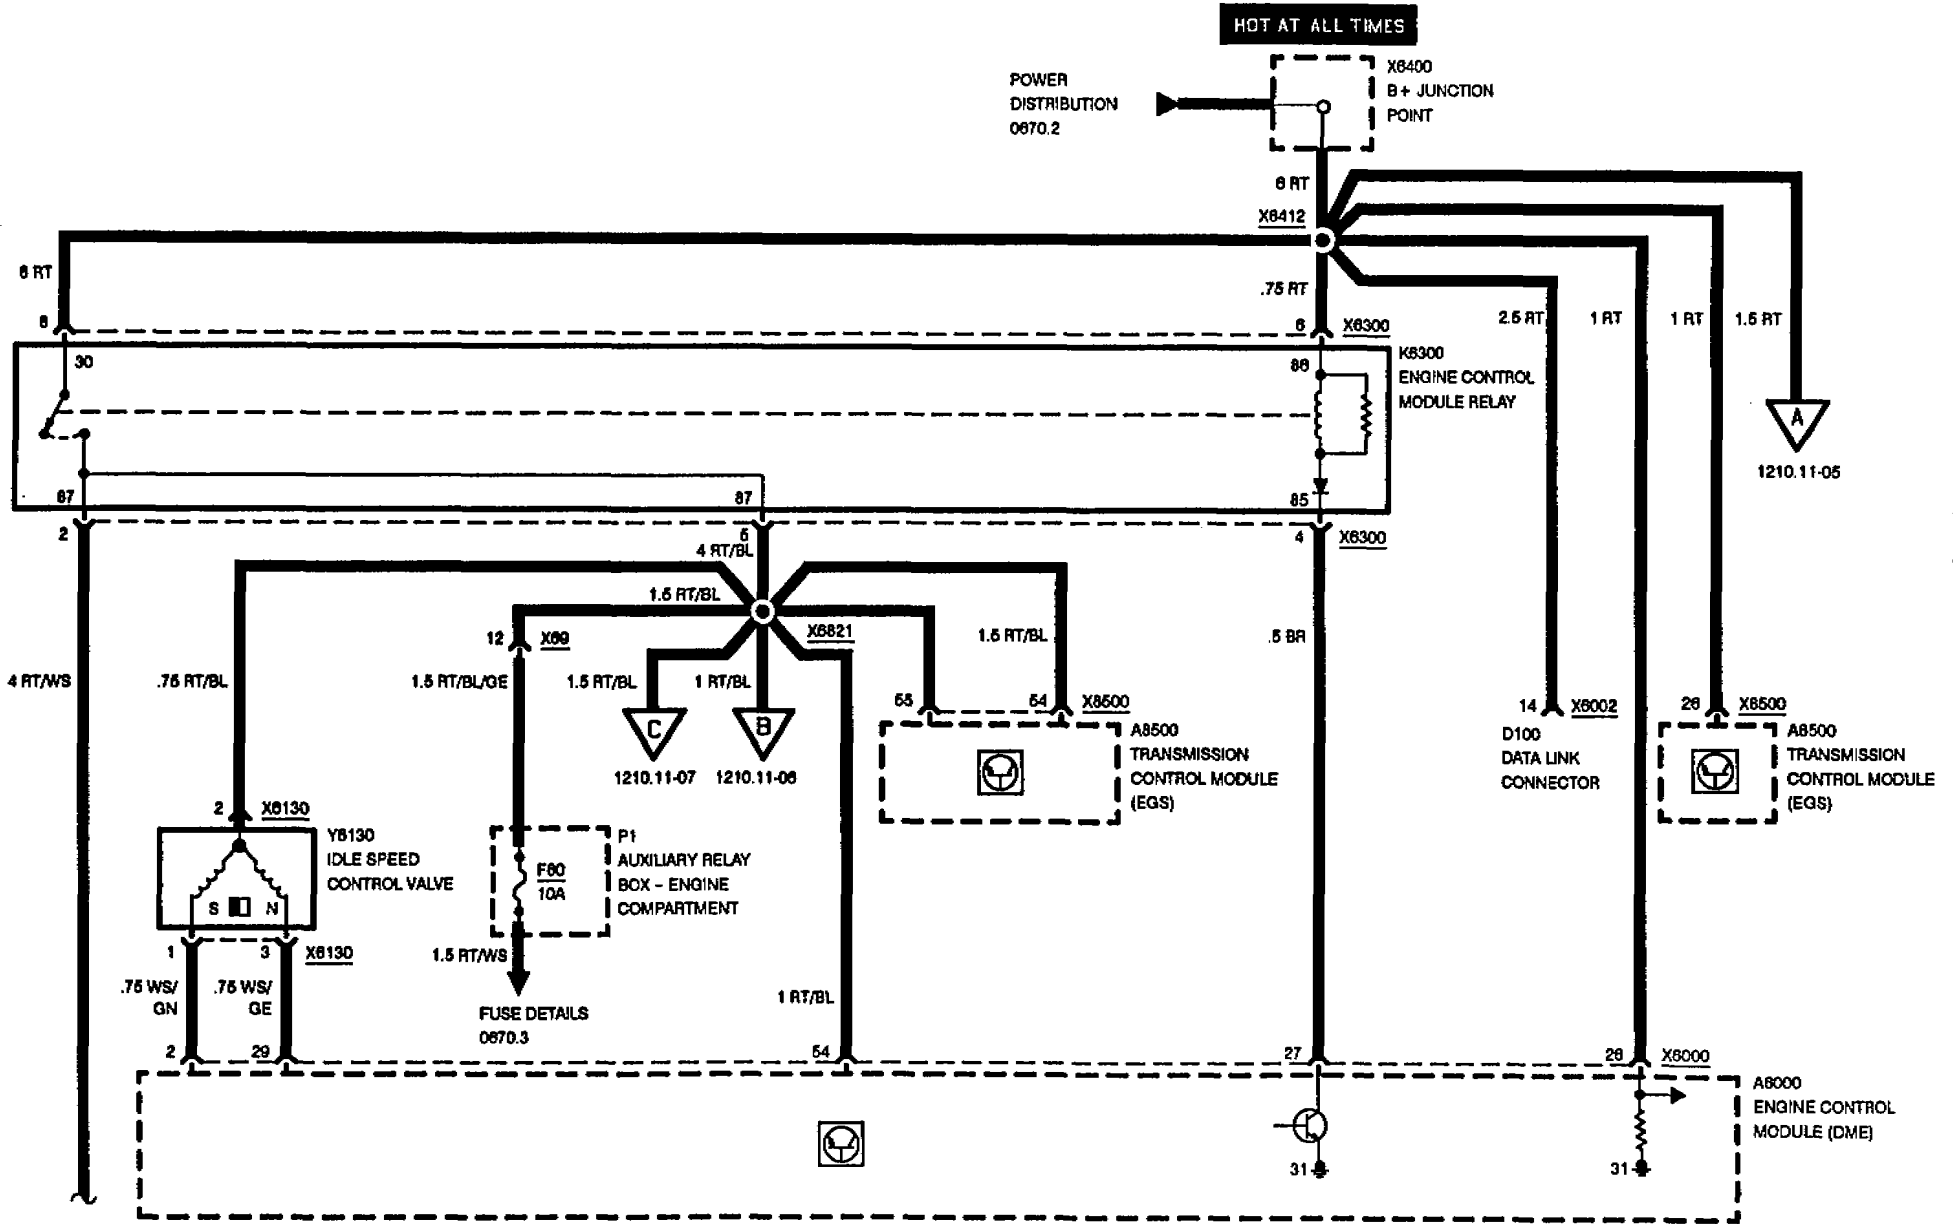 HOT AT ALL TIMES
POWER
DISTRIBUTION
0670.2
X6400
B+ JUNCTION
POINT
6 RT
X6412
6 RT
.75 RT
2.5 RT
1 RT
1 RT
1.5 RT
8
6
X6300
30
86
K6300
ENGINE CONTROL
MODULE RELAY
A
1210.11-05
87
87
85
2
5
4
X6300
4 RT/BL
1.5 RT/BL
X6821
12
X69
1.5 RT/BL
.5 BR
4 RT/WS
.75 RT/BL
1.5 RT/BL/GE
1.5 RT/BL
1 RT/BL
55
54
X8500
14
X6002
26
X8500
C
B
1210.11-07
1210.11-06
A8500
TRANSMISSION
CONTROL MODULE
(EGS)
D100
DATA LINK
CONNECTOR
A8500
TRANSMISSION
CONTROL MODULE
(EGS)
2
X6130
Y6130
IDLE SPEED
CONTROL VALVE
S
N
P1
AUXILIARY RELAY
BOX - ENGINE
COMPARTMENT
F60
10A
1
3
X6130
1.5 RT/WS
.75 WS/
GN
.75 WS/
GE
1 RT/BL
FUSE DETAILS
0670.3
2
29
54
27
26
X6000
A6000
ENGINE CONTROL
MODULE (DME)
31
31